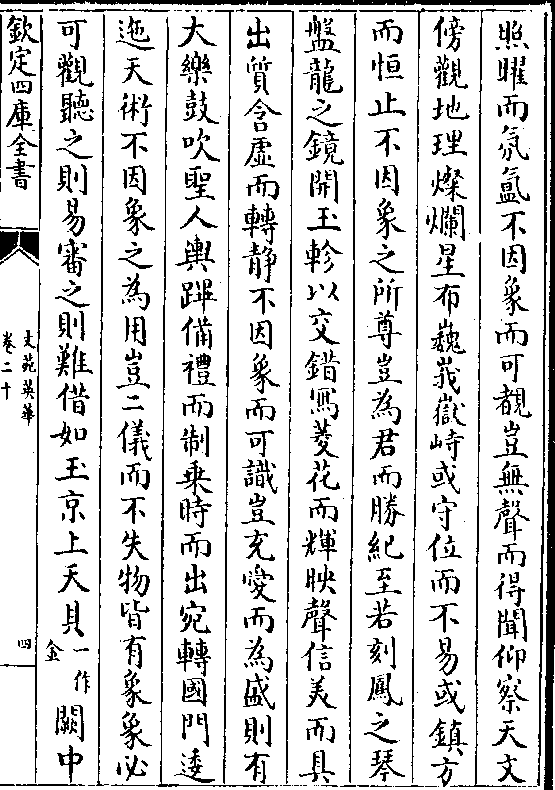 照曜而氛氲不因象而可覩豈無聲而得聞仰察天文
傍觀地理燦爛星布巍峩嶽峙或守位而不易或鎮方
而恒止不因象之所尊豈為君而勝紀至若刻鳳之琴
盤龍之鏡開玉軫以交錯寫菱花而輝映聲信美而具
出質含虛而轉靜不因象而可識豈充愛而為盛則有
大樂鼓吹聖人輿蹕備禮而制乗時而出宛轉國門逶
迤天術不因象之為用豈二儀而不失物皆有象象必
可觀聽之則易審之則難借如玉京上天貝一作金闕中
欽定四庫全書
文苑英華
卷二十
四